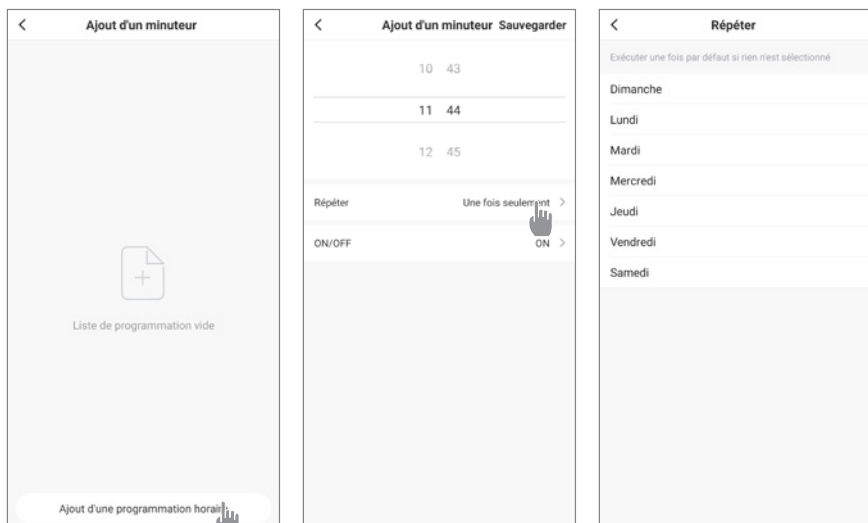 Ajout d'un minuteur
Liste de programmation vide
Ajout d'une programmation horaire
Ajout d'un minuteur Sauvegarder
10 43
11 44
12 45
Répéter Une fois seulement
ON/OFF ON
Répéter
Exécuter une fois par défaut si rien n'est sélectionné
Dimanche
Lundi
Mardi
Mercredi
Jeudi
Vendredi
Samedi